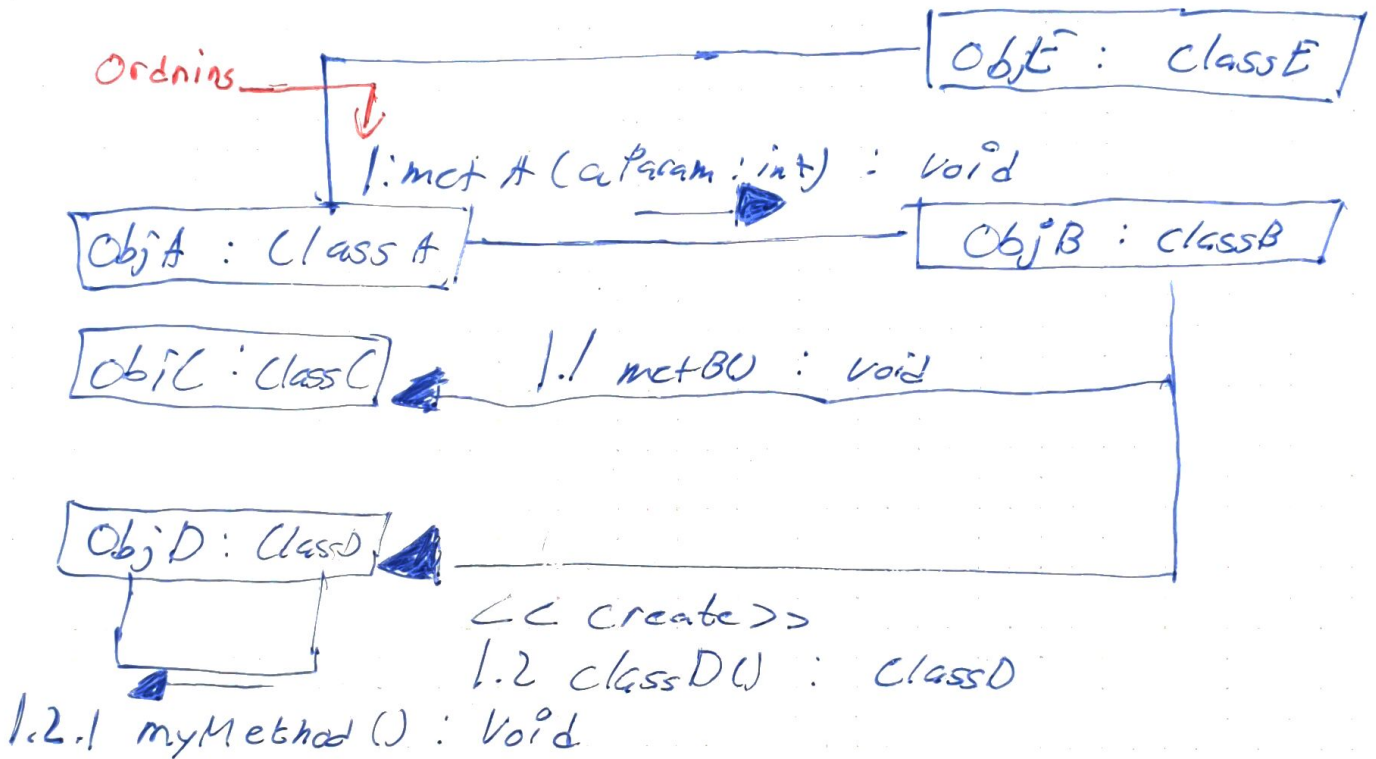 ObjE : ClassE
Ordning
1: metA (aParam : int) : void
ObjA : ClassA
ObjB : classB
ObjC : ClassC
1.1 metB() : void
ObjD : ClassD
<< create>>
1.2 classD() : ClassD
1.2.1 myMethod () : Void